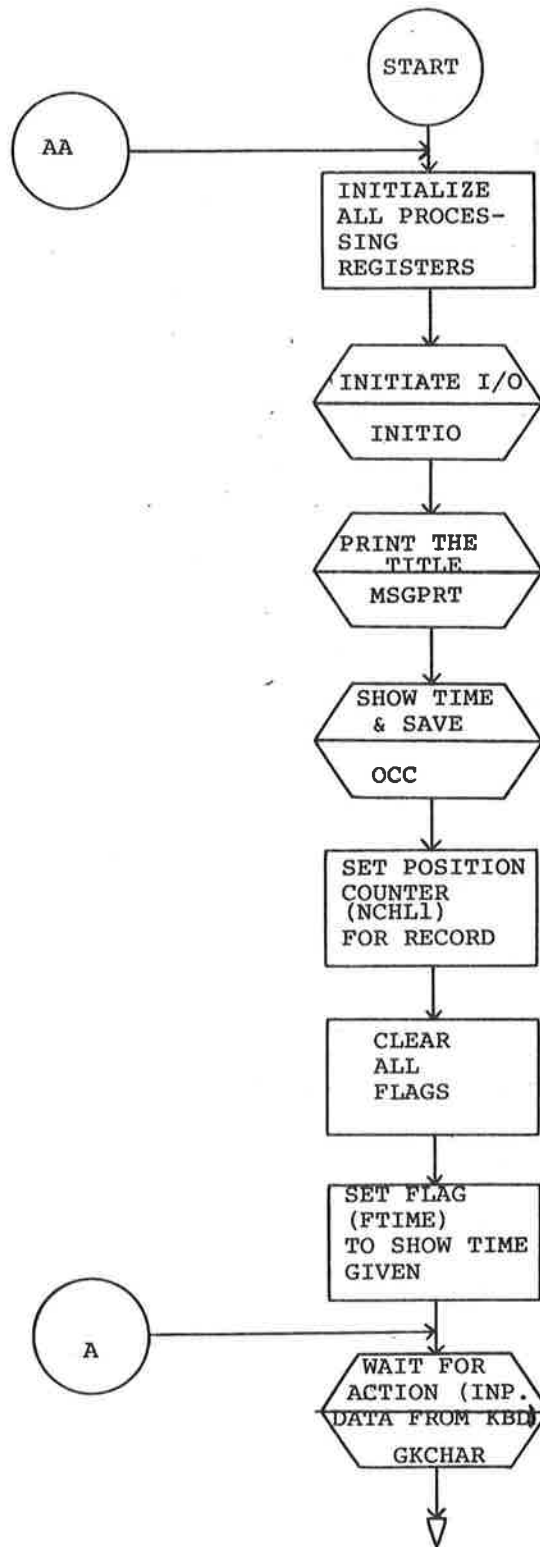 START
AA
INITIALIZE
ALL PROCES-
SING
REGISTERS
INITIATE I/O
INITIO
PRINT THE
TITLE
MSGPRT
SHOW TIME
& SAVE
OCC
SET POSITION
COUNTER
(NCHL1)
FOR RECORD
CLEAR
ALL
FLAGS
SET FLAG
(FTIME)
TO SHOW TIME
GIVEN
A
WAIT FOR
ACTION (INP.
DATA FROM KBD)
GKCHAR